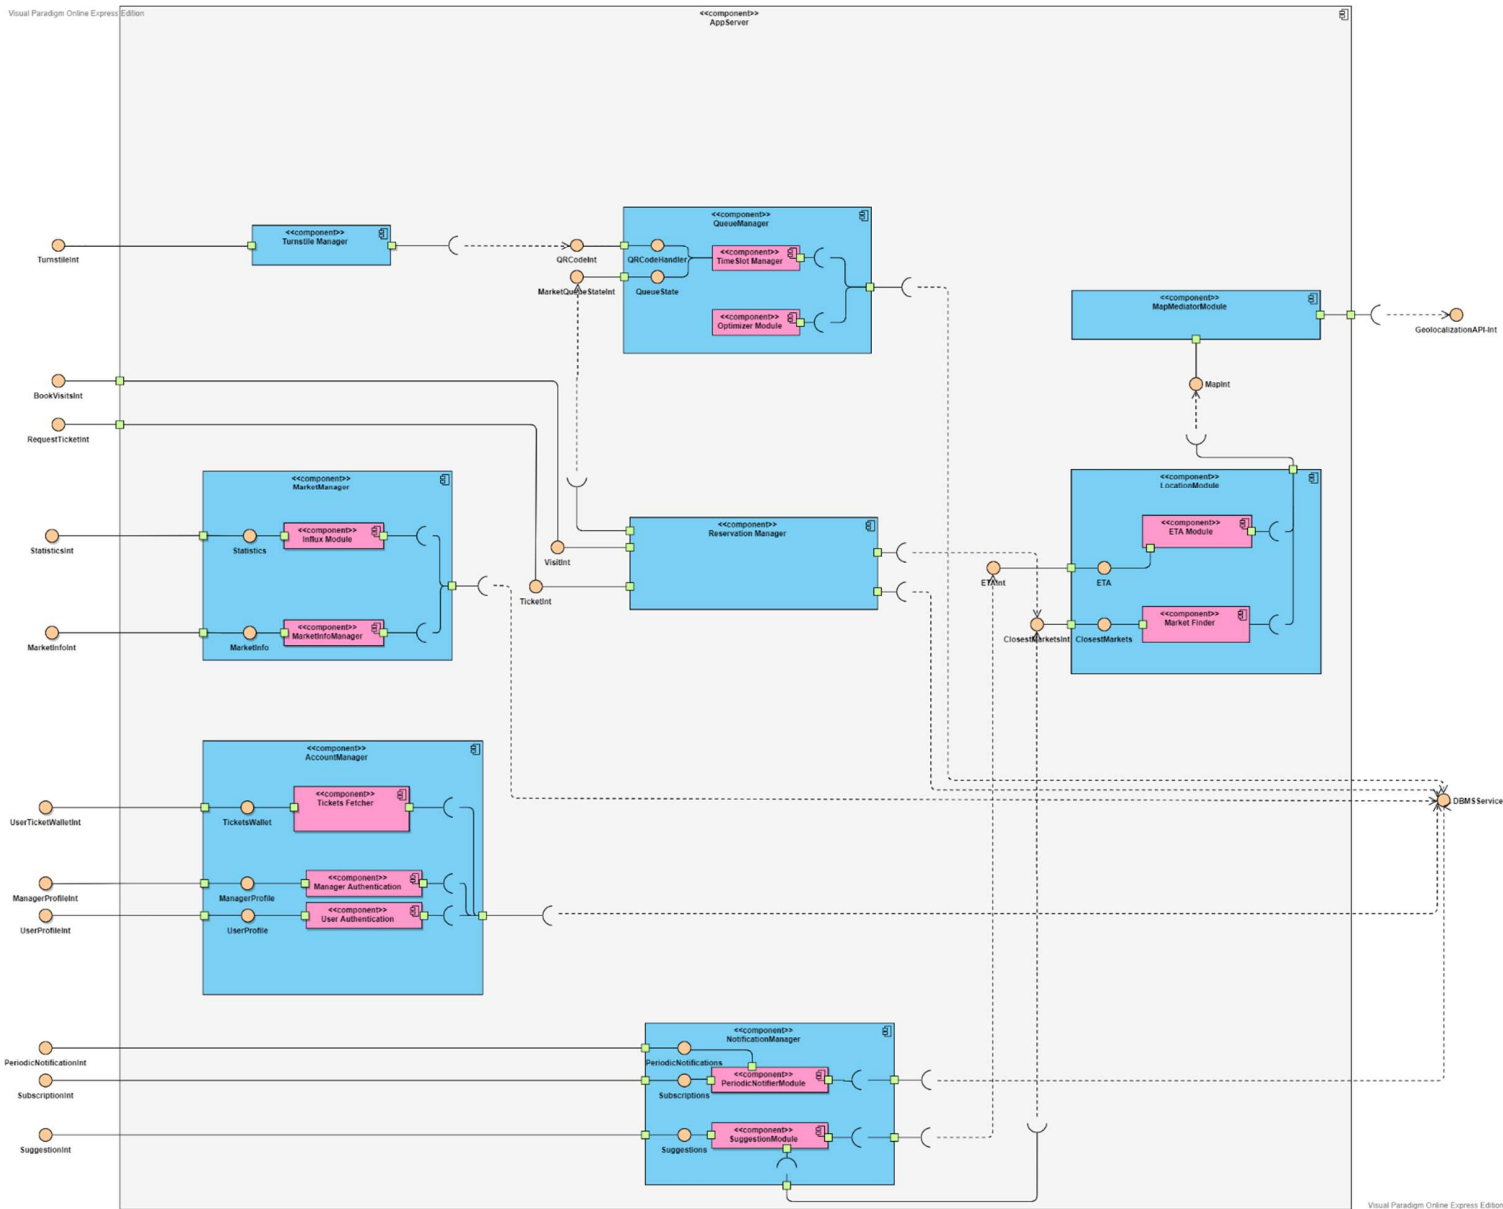 Visual Paradigm Online Express Edition
<<component>>
AppServer
<<component>>
Turnstile Manager
TurnstileInt
QRCodeInt
MarketQueueStateInt
<<component>>
QueueManager
QRCodeHandler
QueueState
<<component>>
TimeSlot Manager
<<component>>
Optimizer Module
<<component>>
MapMediatorModule
GeolocalizationAPI-Int
MapInt
BookVisitsInt
RequestTicketInt
<<component>>
MarketManager
StatisticsInt
Statistics
<<component>>
Influx Module
MarketInfoInt
MarketInfo
<<component>>
MarketInfoManager
<<component>>
Reservation Manager
VisitInt
TicketInt
<<component>>
LocationModule
<<component>>
ETA Module
ETAInt
ETA
<<component>>
Market Finder
ClosestMarketsInt
ClosestMarkets
<<component>>
AccountManager
<<component>>
Tickets Fetcher
UserTicketWalletInt
TicketsWallet
DBMSService
<<component>>
Manager Authentication
ManagerProfileInt
ManagerProfile
<<component>>
User Authentication
UserProfileInt
UserProfile
<<component>>
NotificationManager
PeriodicNotificationInt
PeriodicNotifications
<<component>>
PeriodicNotifierModule
SubscriptionInt
Subscriptions
<<component>>
SuggestionModule
SuggestionInt
Suggestions
Visual Paradigm Online Express Edition